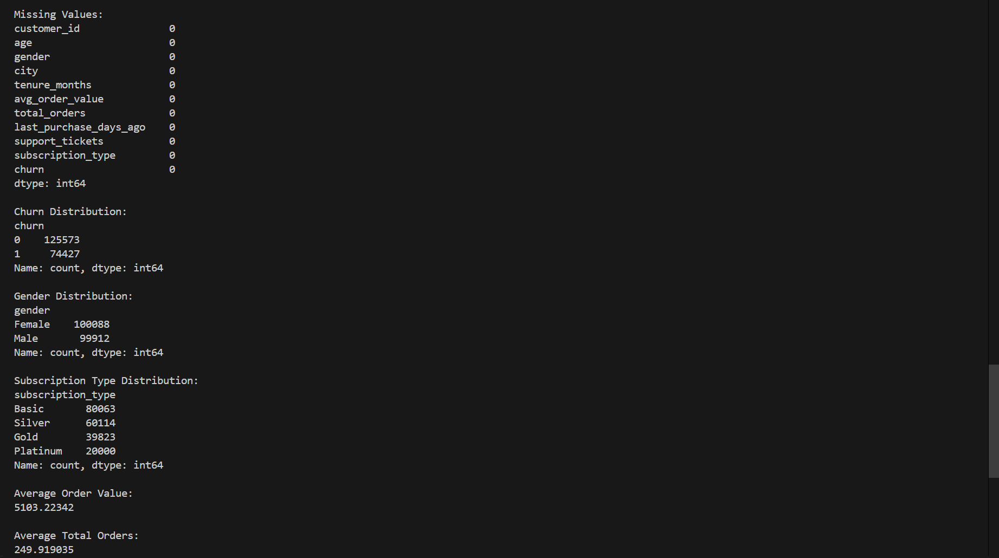 Missing Values:
customer_id 0
age 0
gender 0
city 0
tenure_months 0
avg_order_value 0
total_orders 0
last_purchase_days_ago 0
support_tickets 0
subscription_type 0
churn 0
dtype: int64
Churn Distribution:
churn
0 125573
1 74427
Name: count, dtype: int64
Gender Distribution:
gender
Female 100088
Male 99912
Name: count, dtype: int64
Subscription Type Distribution:
subscription_type
Basic 80063
Silver 60114
Gold 39823
Platinum 20000
Name: count, dtype: int64
Average Order Value:
5103.22342
Average Total Orders:
249.919035